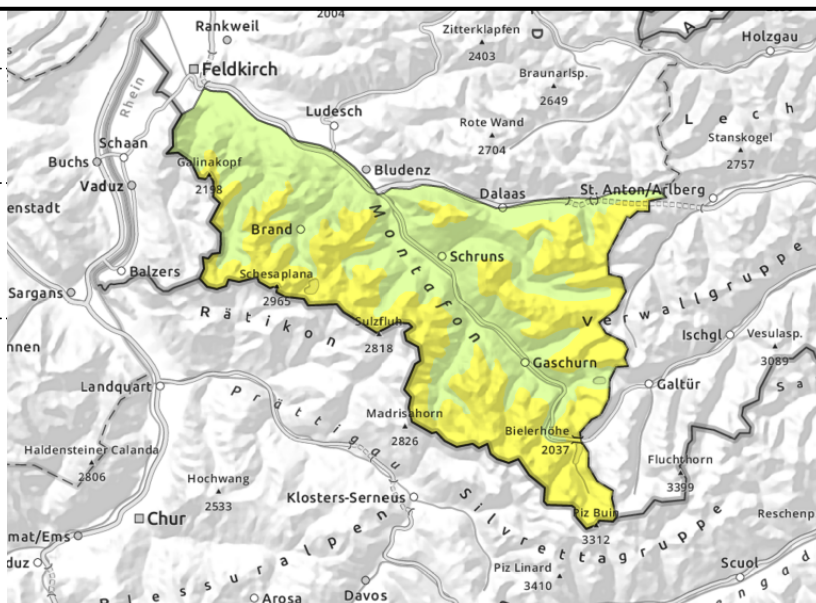 2004
Rankweil
Zitterklapfen
2403
D
A
Holzgau
Feldkirch
Rhein
Braunarlsp.
2649
Ludesch
Rote Wand
2704
Lech
Stanskogel
2757
Schaan
Buchs
Galinakopf
2198
Bludenz
Vaduz
Dalaas
St. Anton/Arlberg
enstadt
Brand
Montafon
Schruns
Balzers
Schesaplana
2965
Sargans
Rätikon
Sulzfluh
2818
Verwallgruppe
Ischgl
Vesulasp.
3089
nnen
Gaschurn
Landquart
Galtür
Sa
Prättigau
Madrisahorn
2826
Bielerhöhe
2037
Haldensteiner Calanda
2806
Hochwang
2533
Fluchthorn
3399
Klosters-Serneus
Silvrettagruppe
Chur
Piz Buin
3312
Reschenp
mat/Ems
duz
Plessuralpen
Piz Linard
3410
Scuol
Arosa
Davos
ngad